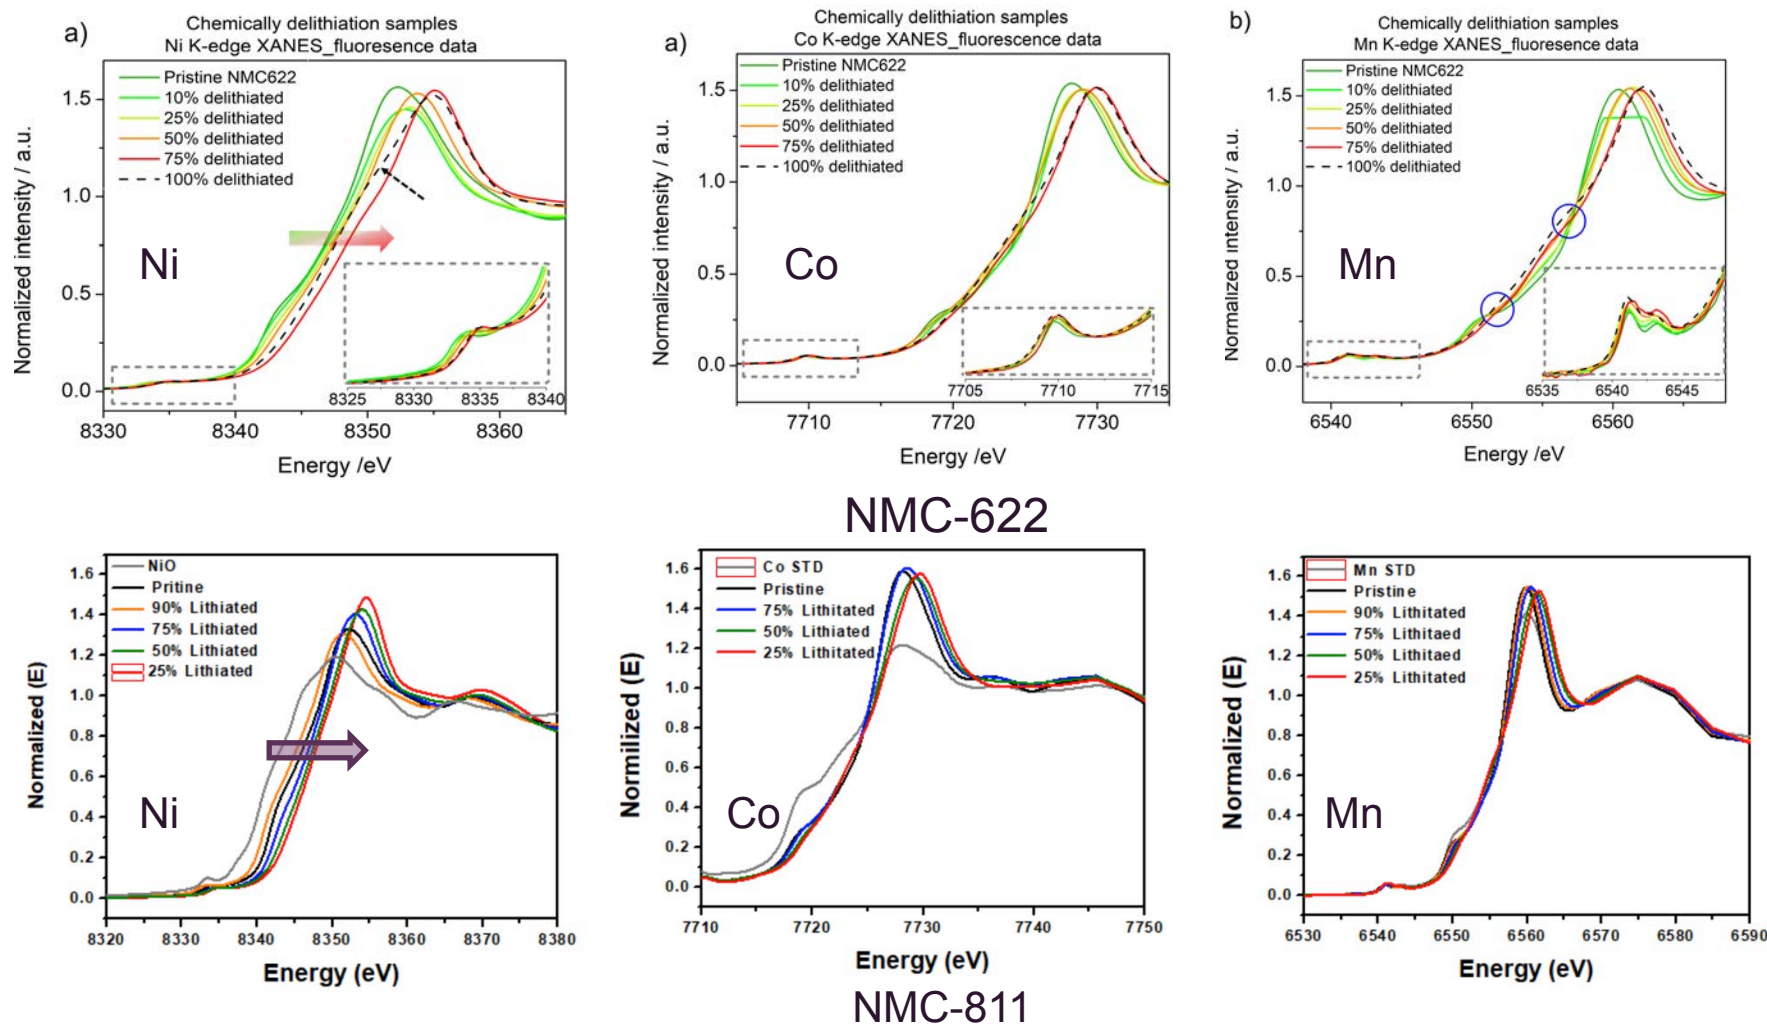 a)
Chemically delithiation samples
Ni K-edge XANES_fluoresence data
Pristine NMC622
10% delithiated
25% delithiated
50% delithiated
75% delithiated
100% delithiated
Ni
Normalized intensity / a.u.
0.0
0.5
1.0
1.5
8325 8330 8335 8340
8330 8340 8350 8360
Energy /eV
a)
Chemically delithiation samples
Co K-edge XANES_fluorescence data
Pristine NMC622
10% delithiated
25% delithiated
50% delithiated
75% delithiated
100% delithiated
Co
Normalized intensity / a.u.
0.0
0.5
1.0
1.5
7705 7710 7715
7710 7720 7730
Energy /eV
b)
Chemically delithiation samples
Mn K-edge XANES_fluorescence data
Pristine NMC622
10% delithiated
25% delithiated
50% delithiated
75% delithiated
100% delithiated
Mn
Normalized intensity / a.u.
0.0
0.5
1.0
1.5
6535 6540 6545
6540 6550 6560
Energy /eV
NMC-622
NiO
Pritine
90% Lithiated
75% Lithiated
50% Lithiated
25% Lithiated
Ni
Normalized (E)
0.0
0.2
0.4
0.6
0.8
1.0
1.2
1.4
1.6
8320 8330 8340 8350 8360 8370 8380
Energy (eV)
Co STD
Pristine
75% Lithitated
50% Lithiated
25% Lithitated
Co
Normilized (E)
0.0
0.2
0.4
0.6
0.8
1.0
1.2
1.4
1.6
7710 7720 7730 7740 7750
Energy (eV)
Mn STD
Pristine
90% Lithitated
75% Lithitaed
50% Lithitaed
25% Lithitated
Mn
Normalized (E)
0.0
0.2
0.4
0.6
0.8
1.0
1.2
1.4
1.6
6530 6540 6550 6560 6570 6580 6590
Energy (eV)
NMC-811